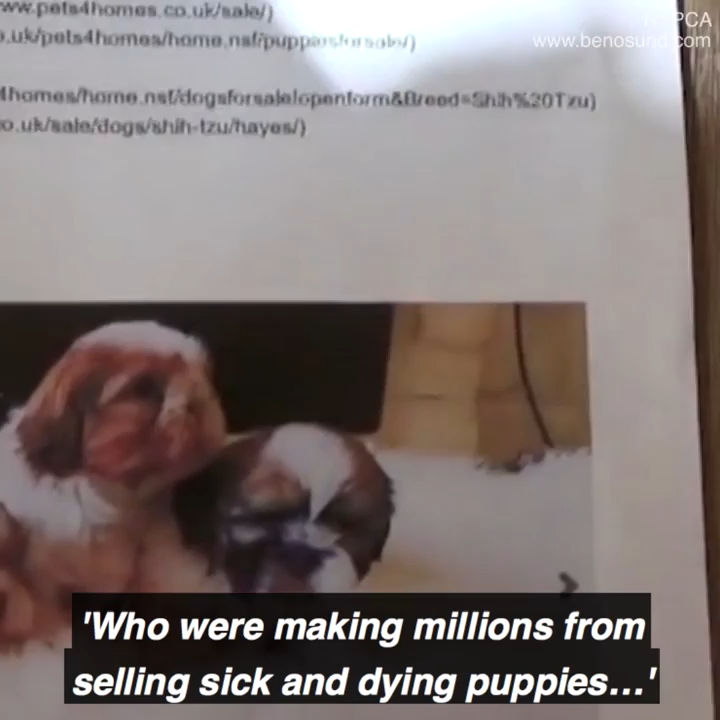 ww.pets4homes.co.uk/sale/)
PCA
o.uk/pets4homes/home.nsf/puppiesforsale/)
www.benosund.com
4homes/home.nsf/dogsforsale!openform&Breed=Shih%20Tzu)
o.uk/sale/dogs/shih-tzu/hayes/)
'Who were making millions from
selling sick and dying puppies...'